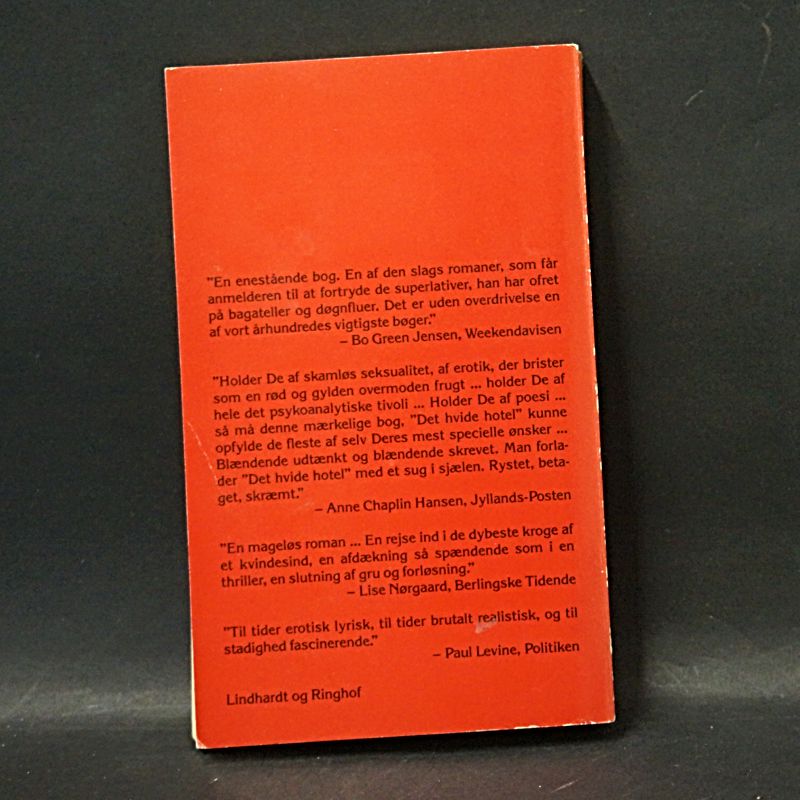 "En enestående bog. En af den slags romaner, som får
anmelderen til at fortryde de superlativer, han har ofret
på bagateller og døgnfluer. Det er uden overdrivelse en
af vort århundredes vigtigste bøger."
– Bo Green Jensen, Weekendavisen
"Holder De af skamløs seksualitet, af erotik, der brister
som en rød og gylden overmoden frugt ... holder De af
hele det psykoanalytiske tivoli ... Holder De af poesi ...
så må denne mærkelige bog, "Det hvide hotel" kunne
opfylde de fleste af selv Deres mest specielle ønsker ...
Blændende udtænkt og blændende skrevet. Man forla-
der "Det hvide hotel" med et sug i sjælen. Rystet, beta-
get, skræmt."
– Anne Chaplin Hansen, Jyllands-Posten
"En mageløs roman ... En rejse ind i de dybeste kroge af
et kvindesind, en afdækning så spændende som i en
thriller, en slutning af gru og forløsning."
– Lise Nørgaard, Berlingske Tidende
"Til tider erotisk lyrisk, til tider brutalt realistisk, og til
stadighed fascinerende."
– Paul Levine, Politiken
Lindhardt og Ringhof